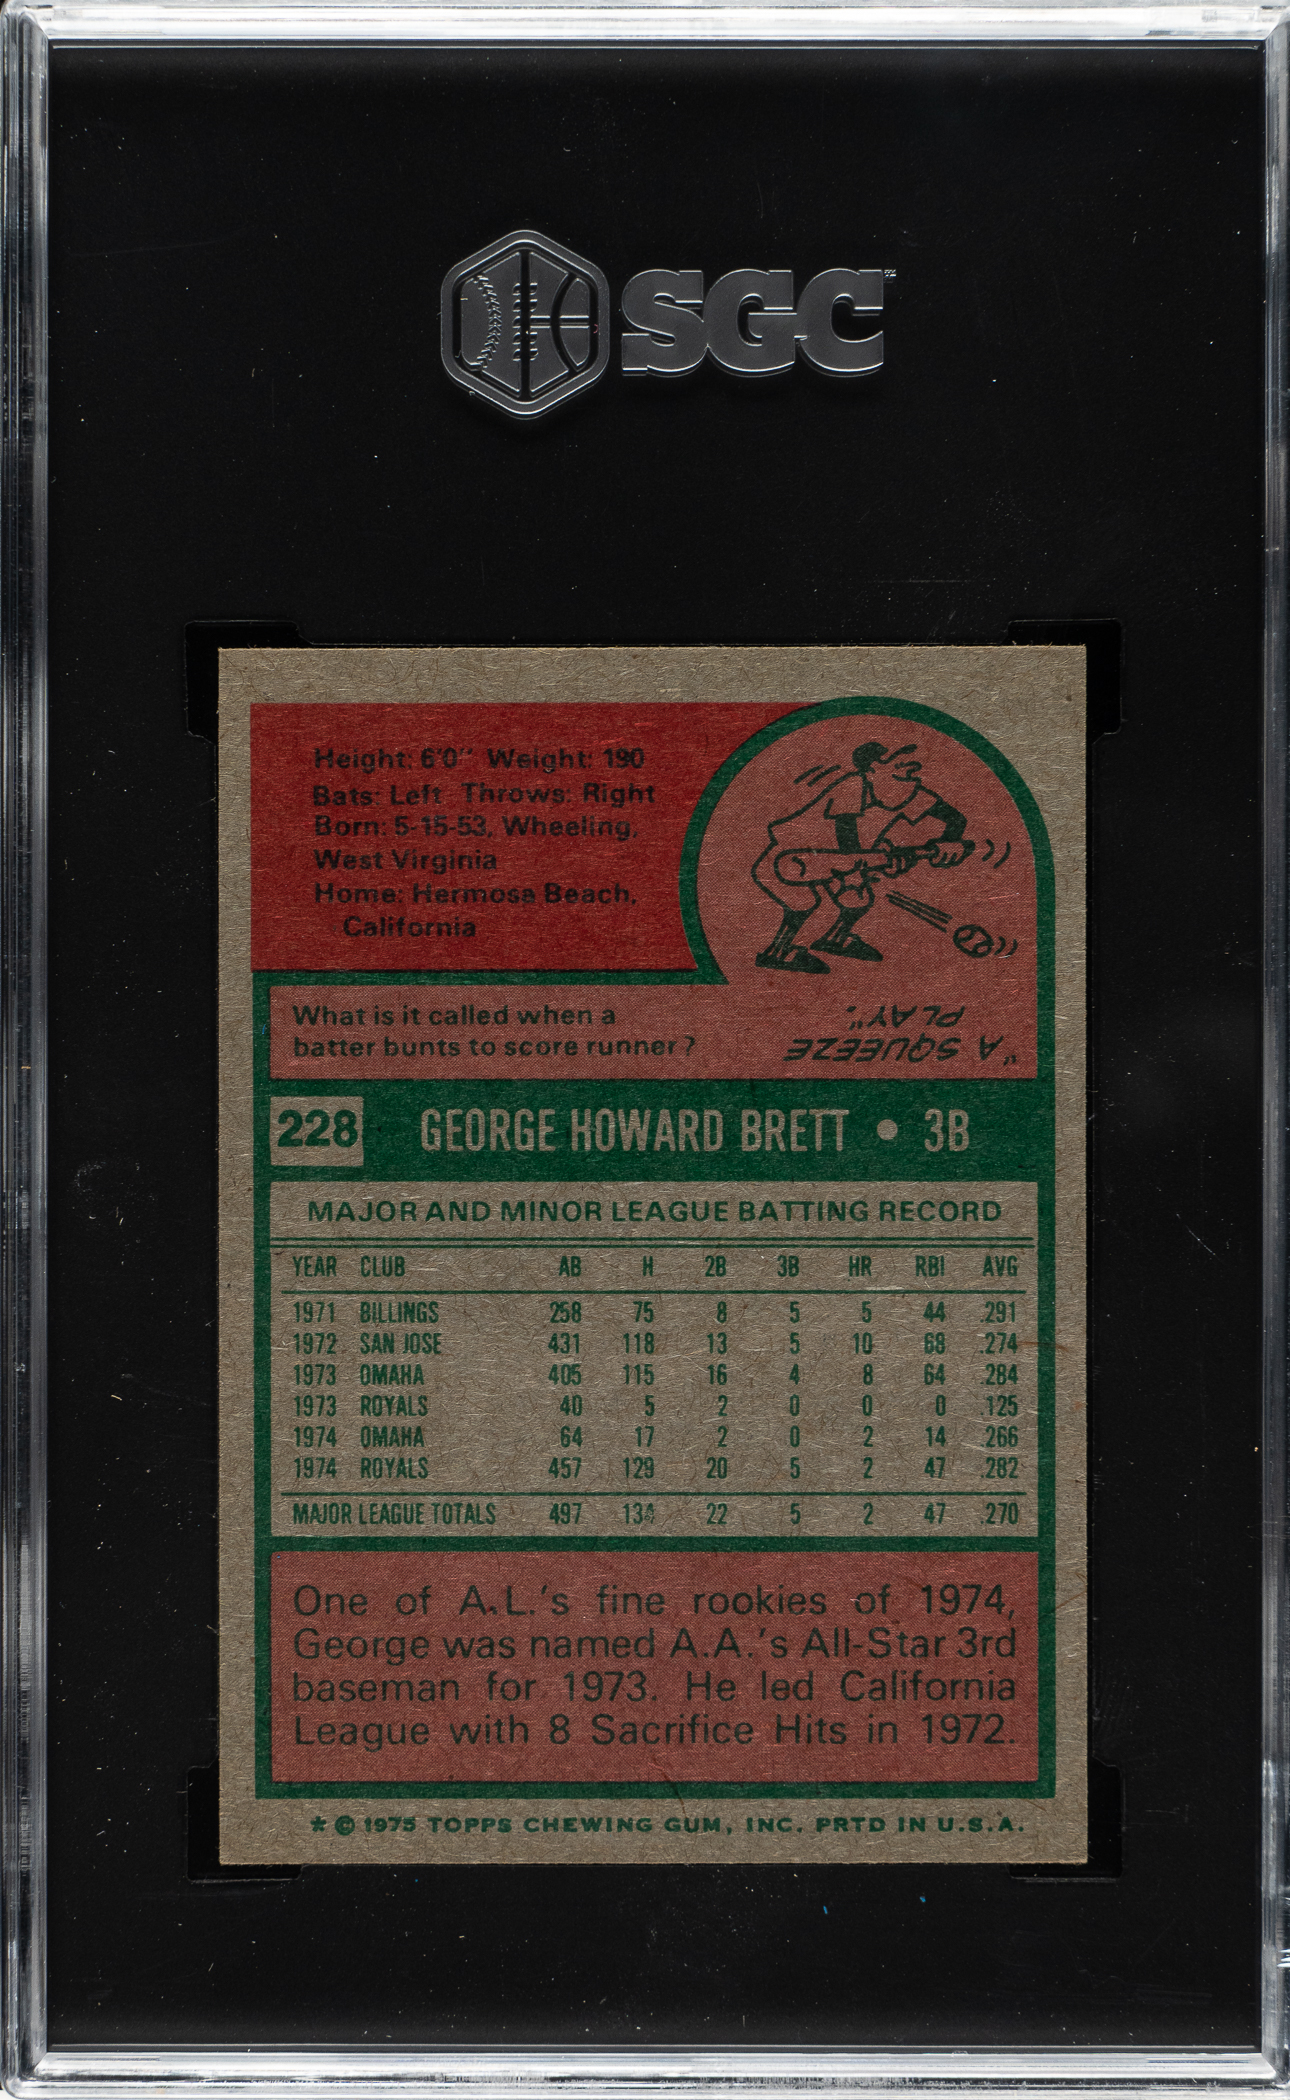 SGC
Height: 6'0" Weight: 190
Bats: Left Throws: Right
Born: 5-15-53, Wheeling,
West Virginia
Home: Hermosa Beach,
California
What is it called when a
batter bunts to score runner?
"A SQUEEZE
PLAY".
228 GEORGE HOWARD BRETT • 3B
MAJOR AND MINOR LEAGUE BATTING RECORD
YEAR CLUB AB H 2B 3B HR RBI AVG
1971 BILLINGS 258 75 8 5 5 44 .291
1972 SAN JOSE 431 118 13 5 10 68 .274
1973 OMAHA 405 115 16 4 8 64 .284
1973 ROYALS 40 5 2 0 0 0 .125
1974 OMAHA 64 17 2 0 2 14 .266
1974 ROYALS 457 129 20 5 2 47 .282
MAJOR LEAGUE TOTALS 497 134 22 5 2 47 .270
One of A.L.'s fine rookies of 1974,
George was named A.A.'s All-Star 3rd
baseman for 1973. He led California
League with 8 Sacrifice Hits in 1972.
* © 1975 TOPPS CHEWING GUM, INC. PRTD IN U.S.A.